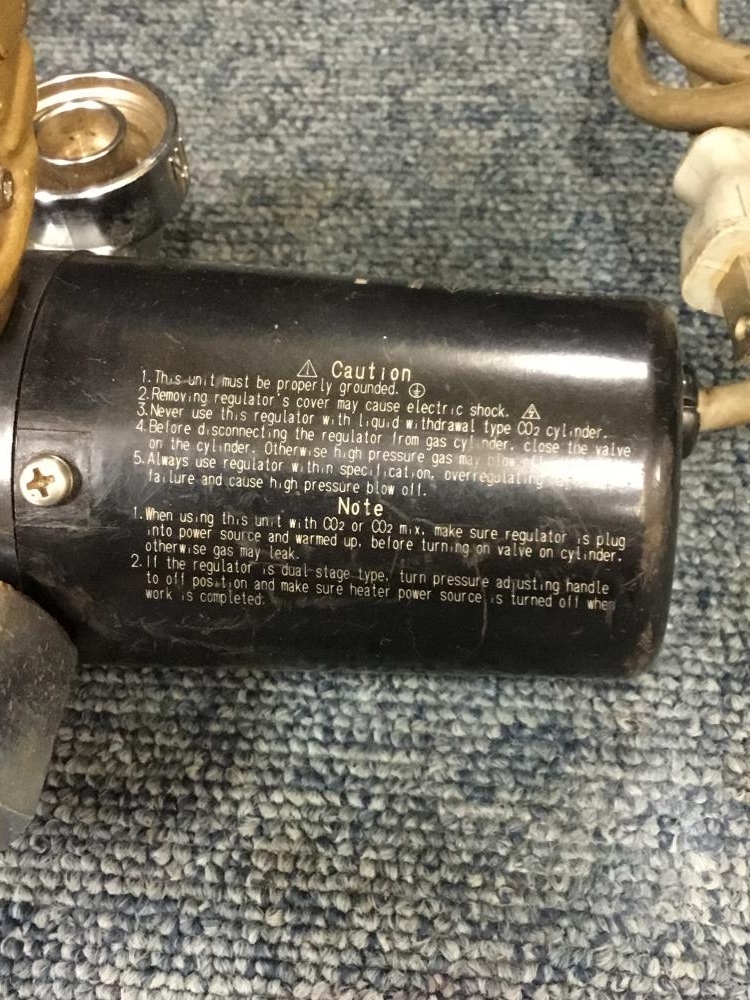 ⚠ Caution
1. This unit must be properly grounded.
2. Removing regulator's cover may cause electric shock.
3. Never use this regulator with liquid withdrawal type CO₂ cylinder.
4. Before disconnecting the regulator from gas cylinder, close the valve
on the cylinder. Otherwise high pressure gas may blow
5. Always use regulator within specification, overregulating
failure and cause high pressure blow off.
Note
1. When using this unit with CO₂ or CO₂ mix, make sure regulator is plug
into power source and warmed up, before turning on valve on cylinder,
otherwise gas may leak.
2. If the regulator is dual stage type, turn pressure adjusting handle
to off position and make sure heater power source is turned off when
work is completed.